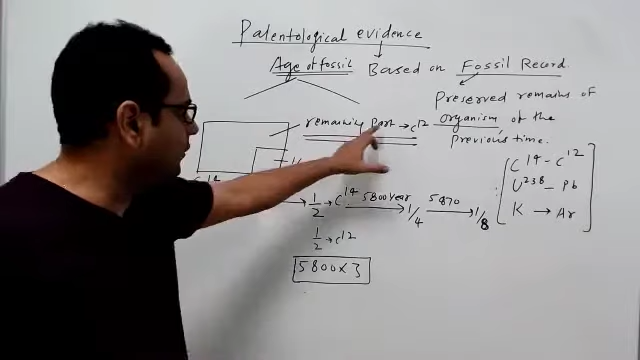 Palentological evidence
Age of fossil Based on Fossil Record.
Preserved remains of
organism of the
previous time.
remaining Part → C12
C14 - C12
U238 - Pb
K → Ar
1/2 → C14 5800 year 1/4 5870 1/8
1/2 → C12
5800 × 3